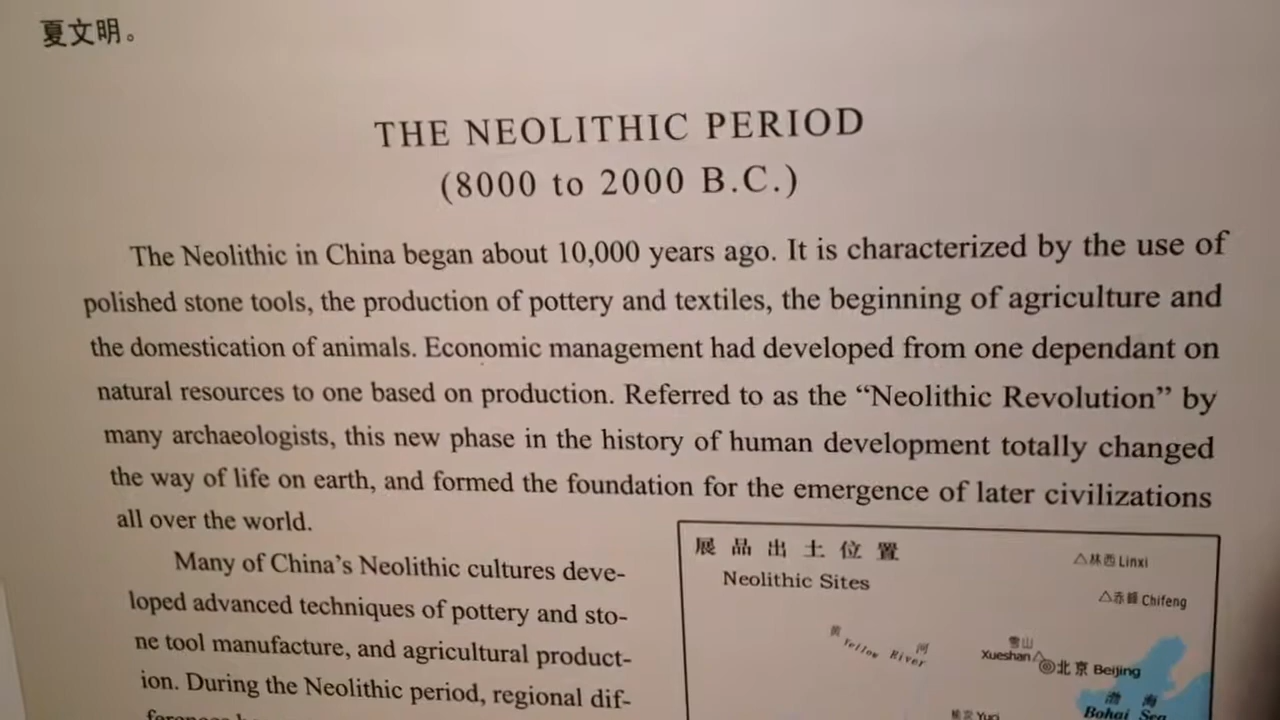 夏文明。
THE NEOLITHIC PERIOD
(8000 to 2000 B.C.)
The Neolithic in China began about 10,000 years ago. It is characterized by the use of
polished stone tools, the production of pottery and textiles, the beginning of agriculture and
the domestication of animals. Economic management had developed from one dependant on
natural resources to one based on production. Referred to as the “Neolithic Revolution” by
many archaeologists, this new phase in the history of human development totally changed
the way of life on earth, and formed the foundation for the emergence of later civilizations
all over the world.
Many of China’s Neolithic cultures deve-
loped advanced techniques of pottery and sto-
ne tool manufacture, and agricultural product-
ion. During the Neolithic period, regional dif-
展品出土位置
Neolithic Sites
林西 Linxi
赤峰 Chifeng
黄 河
Yellow River
雪山
Xueshan
北京 Beijing
渤海
Bohai Sea